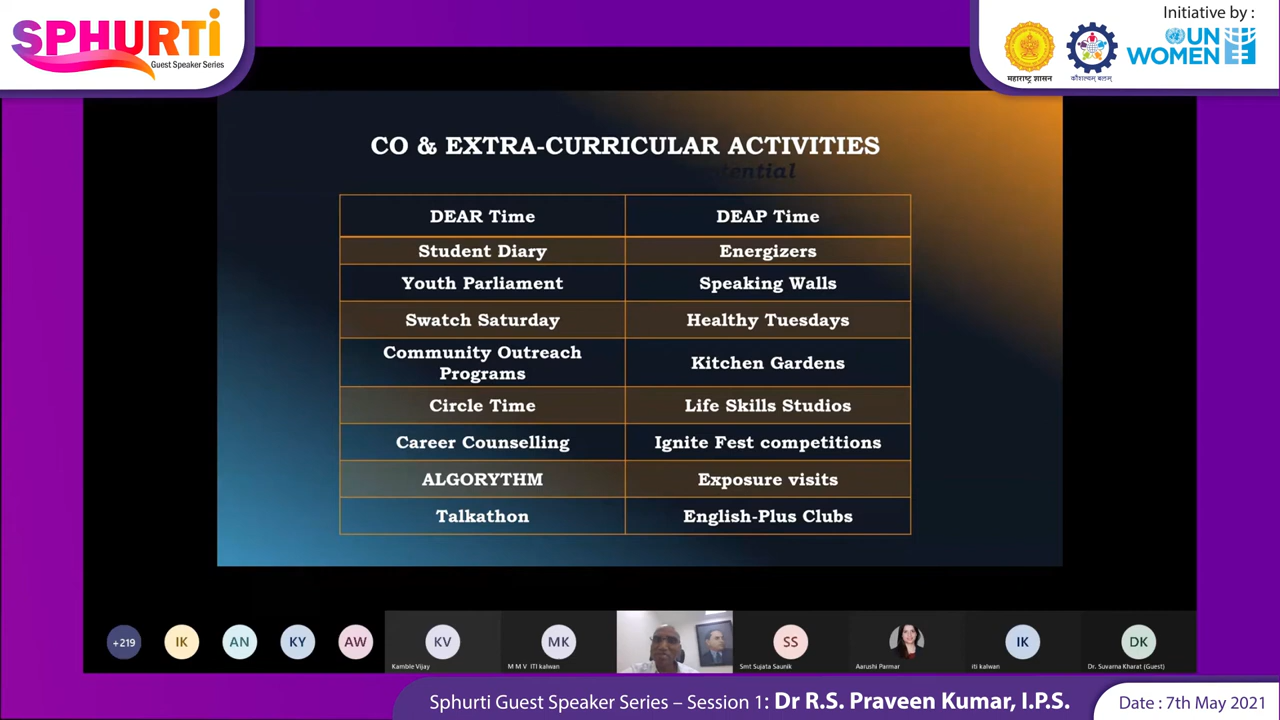 SPHURTi
Guest Speaker Series
Initiative by :
महाराष्ट्र शासन
कौशल्यम् बलम्
UN
WOMEN
CO & EXTRA-CURRICULAR ACTIVITIES
DEAR Time
DEAP Time
Student Diary
Energizers
Youth Parliament
Speaking Walls
Swatch Saturday
Healthy Tuesdays
Community Outreach
Programs
Kitchen Gardens
Circle Time
Life Skills Studios
Career Counselling
Ignite Fest competitions
ALGORYTHM
Exposure visits
Talkathon
English-Plus Clubs
+219
IK
AN
KY
AW
KV
Kamble Vijay
MK
M M V ITI kalwan
SS
Smt Sujata Saunik
Aarushi Parmar
IK
iti kalwan
DK
Dr. Suvarna Kharat (Guest)
Sphurti Guest Speaker Series – Session 1: Dr R.S. Praveen Kumar, I.P.S.
Date : 7th May 2021